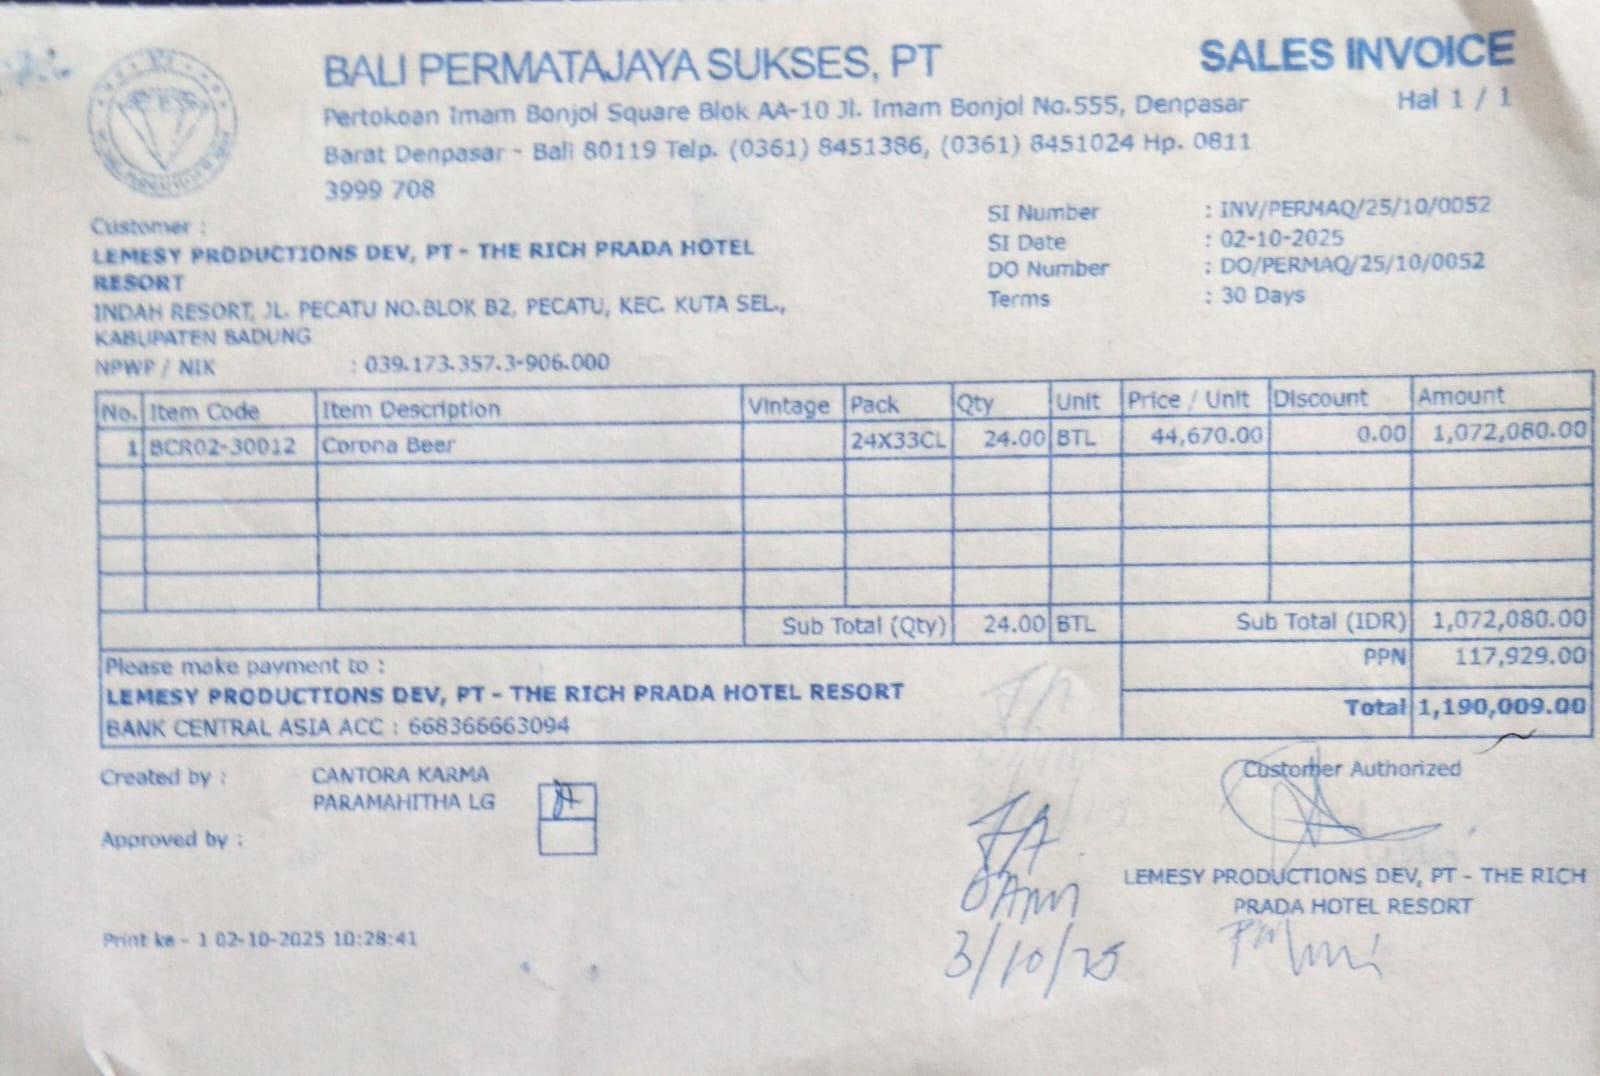 BALI PERMATAJAYA SUKSES, PT
SALES INVOICE
Hal 1 / 1
Pertokoan Imam Bonjol Square Blok AA-10 Jl. Imam Bonjol No.555, Denpasar
Barat Denpasar - Bali 80119 Telp. (0361) 8451386, (0361) 8451024 Hp. 0811
3999 708
Customer :
LEMESY PRODUCTIONS DEV, PT - THE RICH PRADA HOTEL
RESORT
INDAH RESORT, JL. PECATU NO.BLOK B2, PECATU, KEC. KUTA SEL.,
KABUPATEN BADUNG
NPWP / NIK : 039.173.357.3-906.000
SI Number : INV/PERMAQ/25/10/0052
SI Date : 02-10-2025
DO Number : DO/PERMAQ/25/10/0052
Terms : 30 Days
No. Item Code Item Description Vintage Pack Qty Unit Price / Unit Discount Amount
1 BCR02-30012 Corona Beer 24X33CL 24.00 BTL 44,670.00 0.00 1,072,080.00
Sub Total (Qty) 24.00 BTL Sub Total (IDR) 1,072,080.00
PPN 117,929.00
Total 1,190,009.00
Please make payment to :
LEMESY PRODUCTIONS DEV, PT - THE RICH PRADA HOTEL RESORT
BANK CENTRAL ASIA ACC : 668366663094
Created by : CANTORA KARMA
PARAMAHITHA LG
Approved by :
Customer Authorized
LEMESY PRODUCTIONS DEV, PT - THE RICH
PRADA HOTEL RESORT
3/10/25
Print ke - 1 02-10-2025 10:28:41